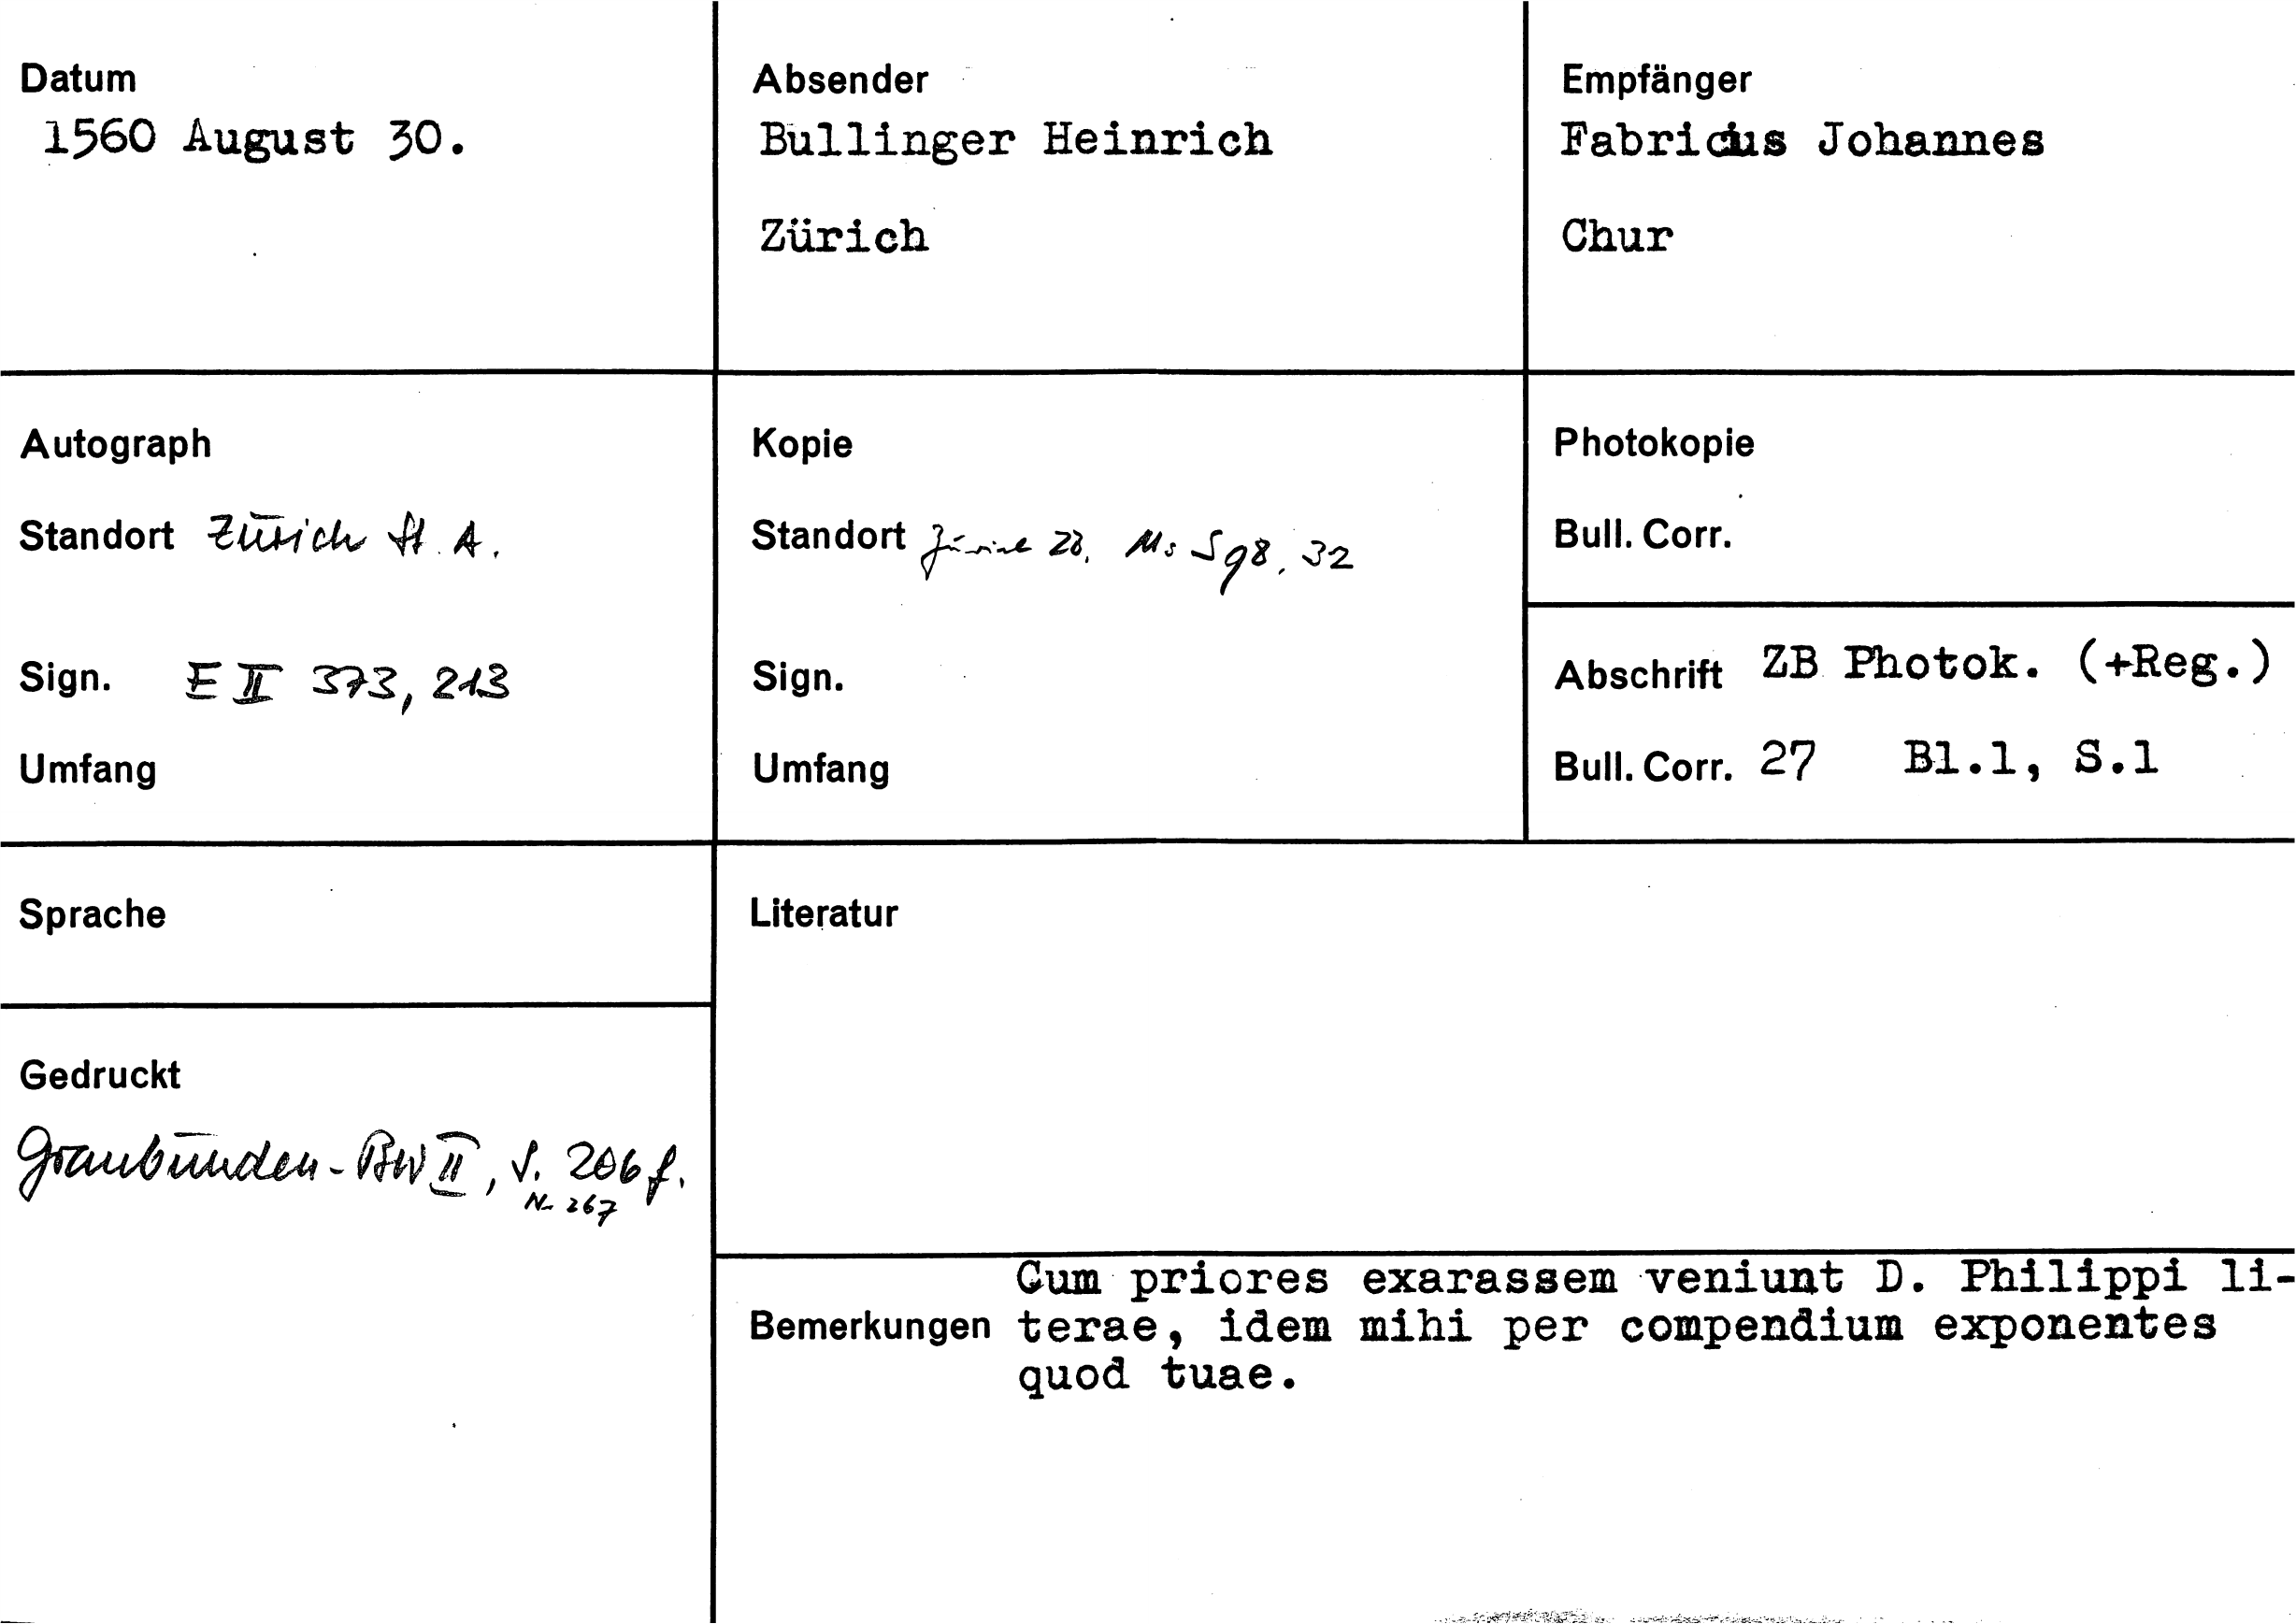 Datum
1560 August 30.
Absender
Bullinger Heinrich
Zürich
Empfänger
Fabricius Johannes
Chur
Autograph
Standort Zürich St. A.
Sign. E II 373, 213
Umfang
Kopie
Standort Zürich ZB, Ms S 98, 32
Sign.
Umfang
Photokopie
Bull. Corr.
Abschrift ZB Photok. (+Reg.)
Bull. Corr. 27 Bl.1, S.1
Sprache
Gedruckt
Graubünden-BW II, S. 206 f.
Nr 267
Literatur
Bemerkungen
Cum priores exarassem veniunt D. Philippi li-
terae, idem mihi per compendium exponentes
quod tuae.